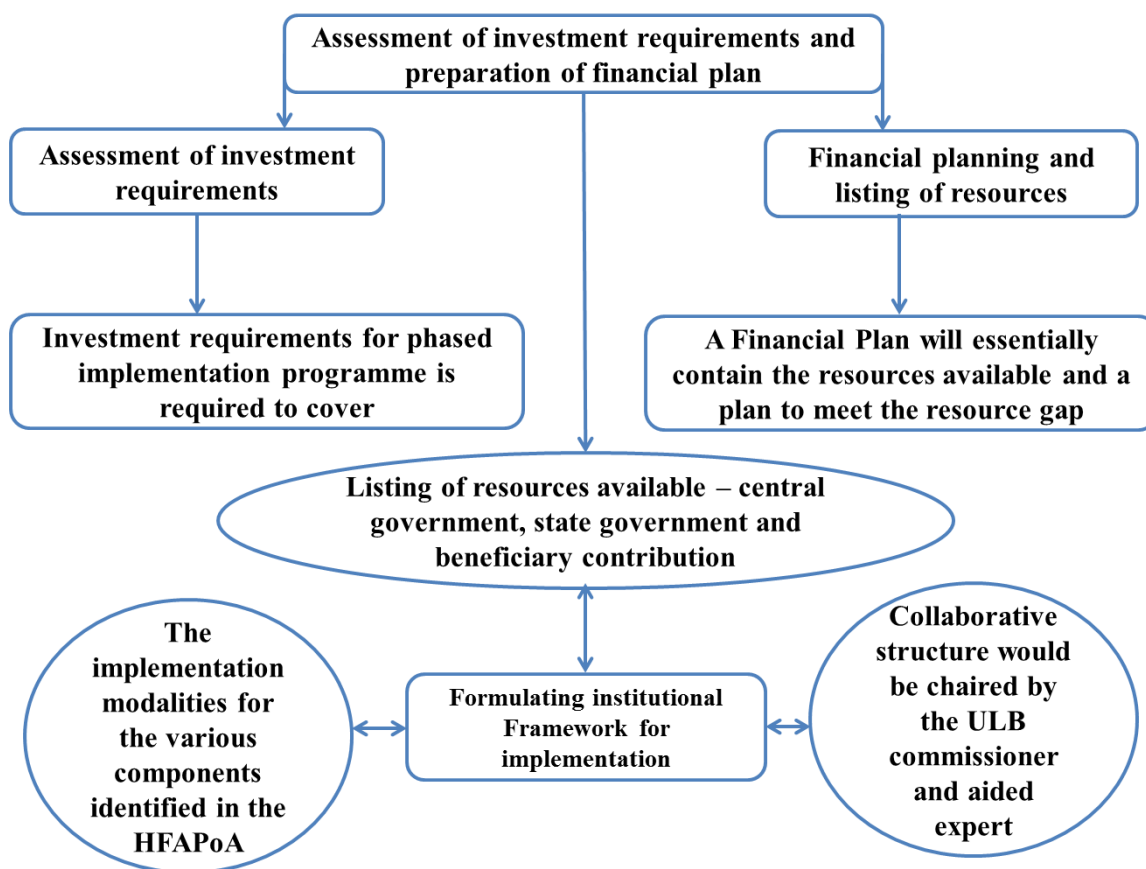 Assessment of investment requirements and
preparation of financial plan
Assessment of investment
requirements
Financial planning and
listing of resources
Investment requirements for phased
implementation programme is
required to cover
A Financial Plan will essentially
contain the resources available and a
plan to meet the resource gap
Listing of resources available – central
government, state government and
beneficiary contribution
The
implementation
modalities for
the various
components
identified in the
HFAPoA
Formulating institutional
Framework for
implementation
Collaborative
structure would
be chaired by
the ULB
commissioner
and aided
expert